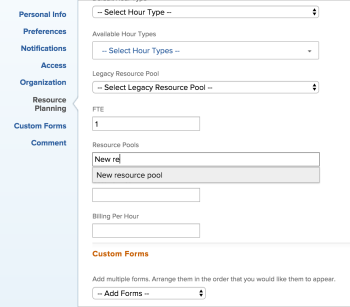 Personal Info
Preferences
Notifications
Access
Organization
Resource
Planning
Custom Forms
Comment
-- Select Hour Type --
Available Hour Types
-- Select Hour Types --
Legacy Resource Pool
-- Select Legacy Resource Pool --
FTE
1
Resource Pools
New re
New resource pool
Billing Per Hour
Custom Forms
Add multiple forms. Arrange them in the order that you would like them to appear.
-- Add Forms --